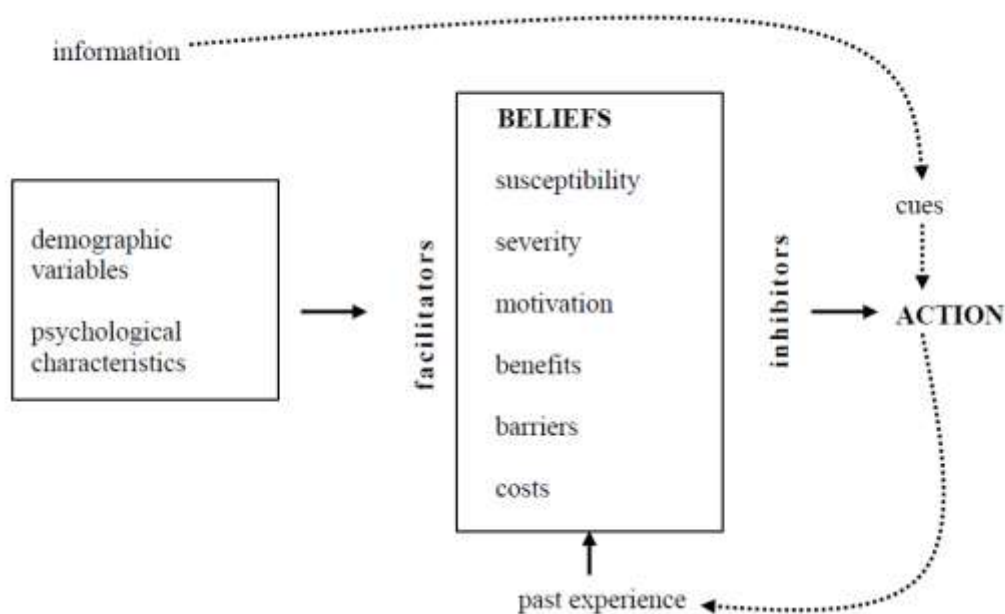 information
BELIEFS
susceptibility
cues
demographic
variables
severity
facilitators
inhibitors
motivation
ACTION
psychological
characteristics
benefits
barriers
costs
past experience